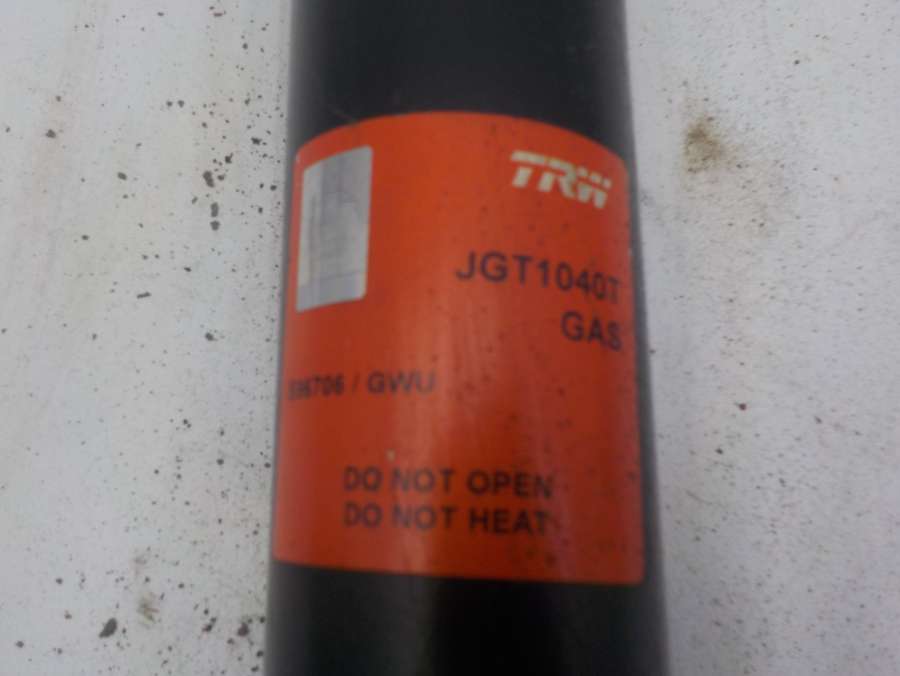 TRW
JGT1040T
GAS
/ GWU
DO NOT OPEN
DO NOT HEAT